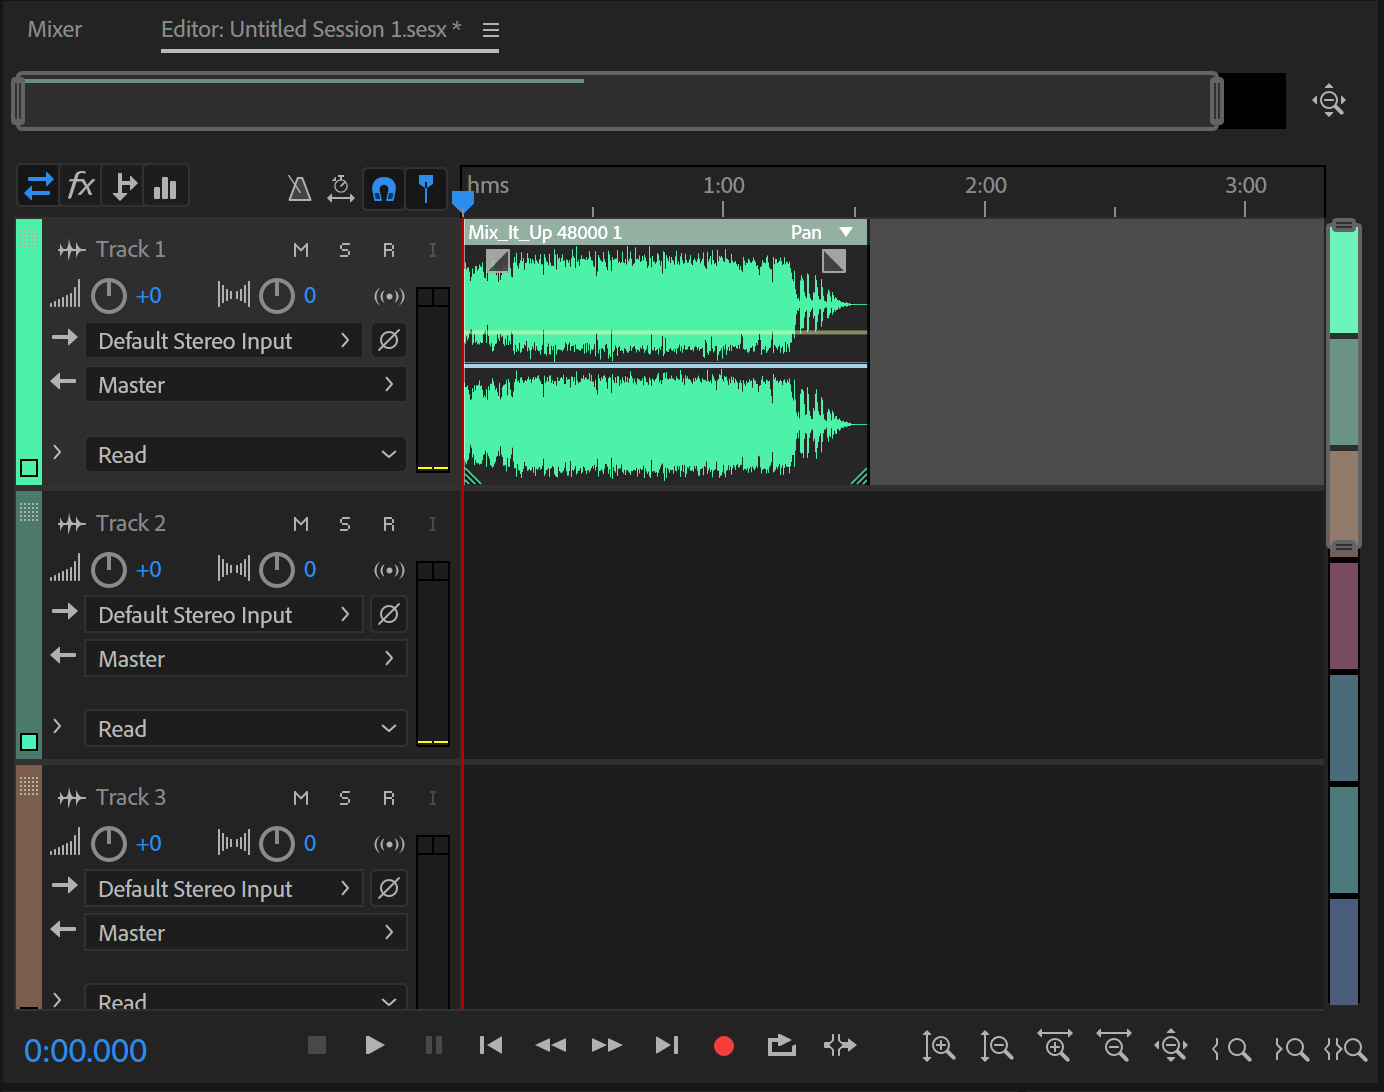 Mixer
Editor: Untitled Session 1.sesx *
fx
hms 1:00 2:00 3:00
Mix_It_Up 48000 1 Pan
Track 1 M S R I
+0 0
Default Stereo Input
Master
Read
Track 2 M S R I
+0 0
Default Stereo Input
Master
Read
Track 3 M S R I
+0 0
Default Stereo Input
Master
Read
0:00.000